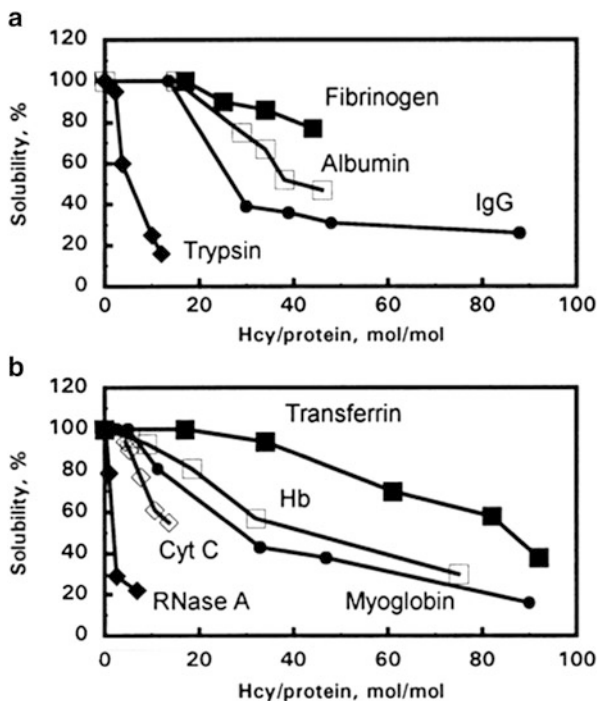 a
120
100
80
60
40
20
0
Solubility, %
Fibrinogen
Albumin
IgG
Trypsin
0 20 40 60 80 100
Hcy/protein, mol/mol
b
120
100
80
60
40
20
0
Solubility, %
Transferrin
Hb
Cyt C
RNase A
Myoglobin
0 20 40 60 80 100
Hcy/protein, mol/mol